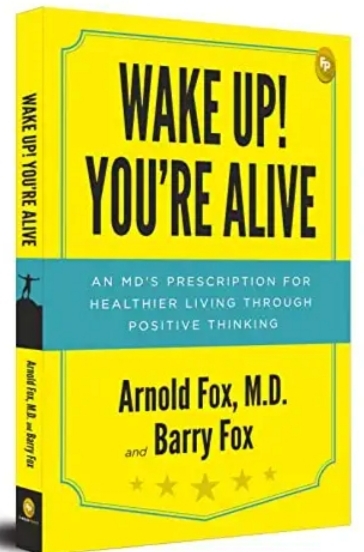 WAKE UP!
YOU'RE ALIVE
AN MD'S PRESCRIPTION FOR
HEALTHIER LIVING THROUGH
POSITIVE THINKING
Arnold Fox, M.D.
and Barry Fox
FP
WAKE UP! YOU'RE ALIVE
Arnold Fox, M.D. and Barry Fox